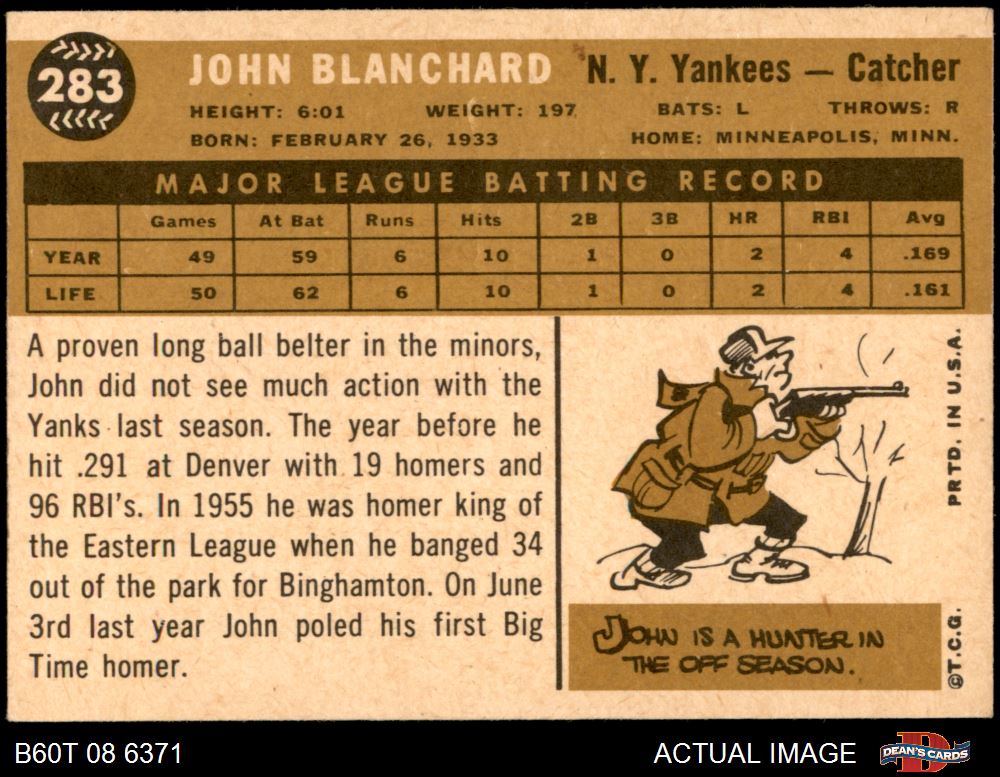 283
JOHN BLANCHARD N. Y. Yankees — Catcher
HEIGHT: 6:01 WEIGHT: 197 BATS: L THROWS: R
BORN: FEBRUARY 26, 1933 HOME: MINNEAPOLIS, MINN.
MAJOR LEAGUE BATTING RECORD
Games At Bat Runs Hits 2B 3B HR RBI Avg
YEAR 49 59 6 10 1 0 2 4 .169
LIFE 50 62 6 10 1 0 2 4 .161
A proven long ball belter in the minors,
John did not see much action with the
Yanks last season. The year before he
hit .291 at Denver with 19 homers and
96 RBI's. In 1955 he was homer king of
the Eastern League when he banged 34
out of the park for Binghamton. On June
3rd last year John poled his first Big
Time homer.
JOHN IS A HUNTER IN
THE OFF SEASON.
PRTD. IN U.S.A.
©T.C.G.
B60T 08 6371 ACTUAL IMAGE DEAN'S CARDS